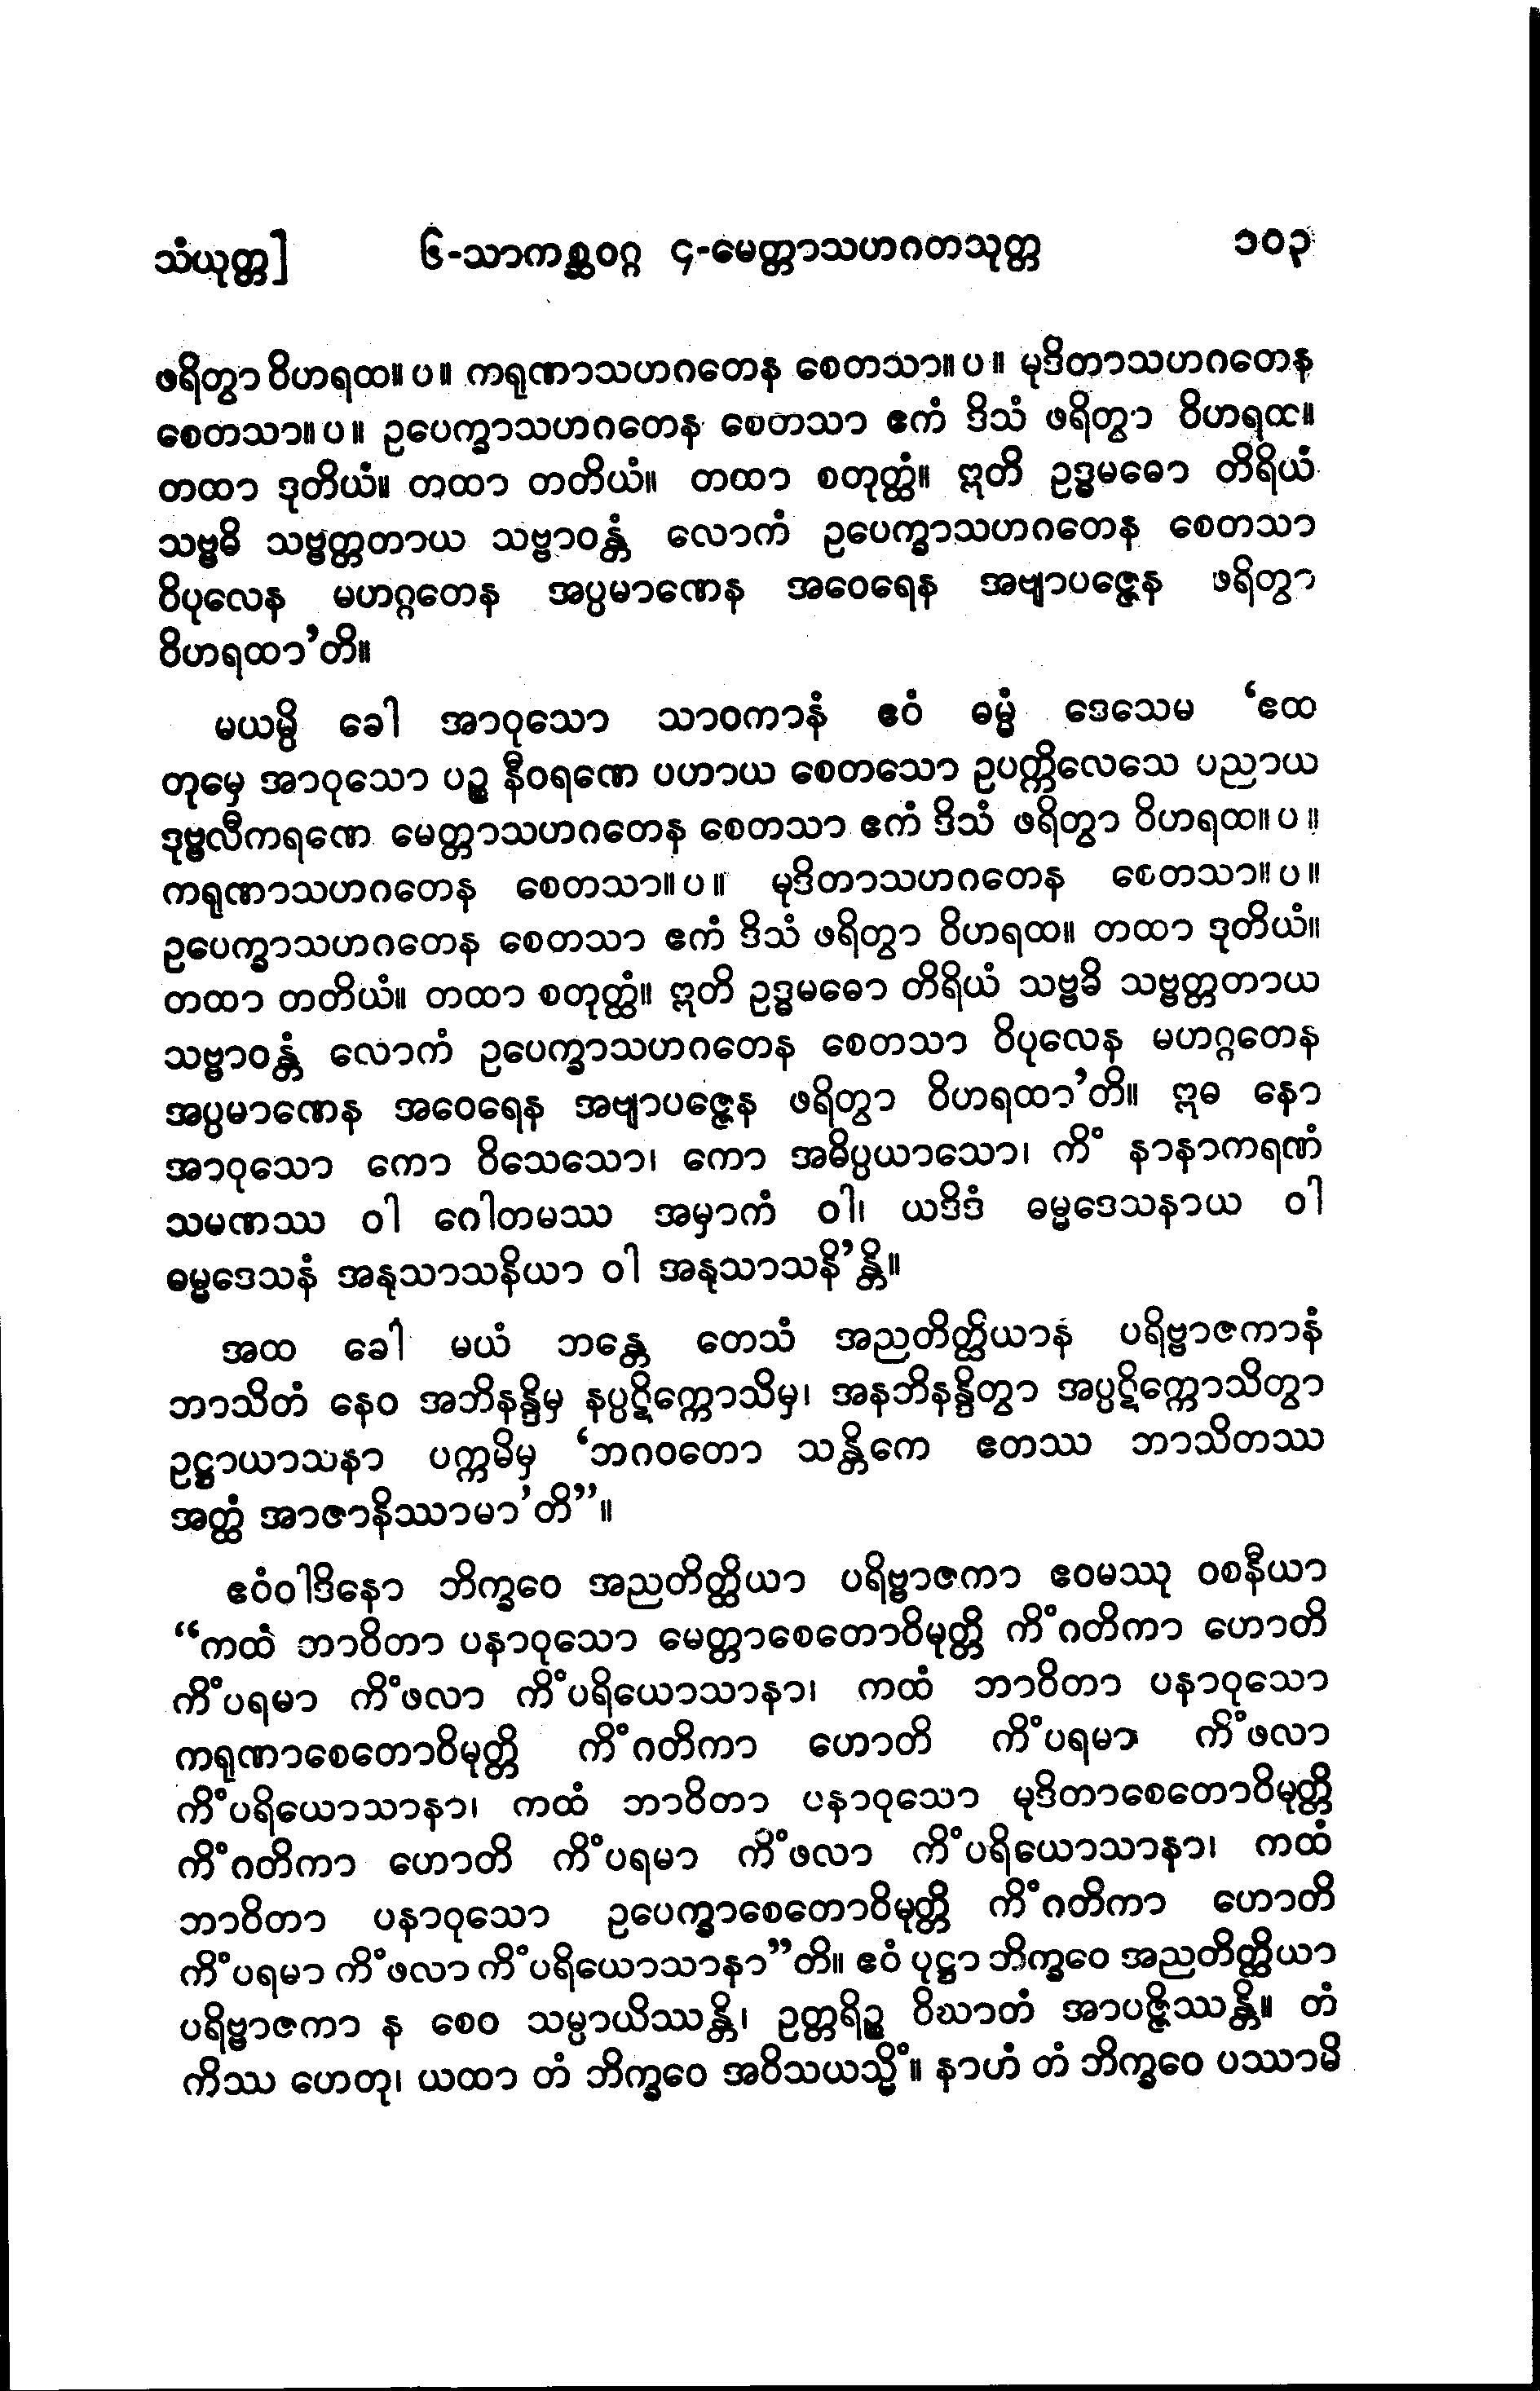 သံယုတ္တ] ၆-သာကစ္ဆဝဂ္ဂ ၄-မေတ္တာသဟဂတသုတ္တ ၁၀၃
ဖရိတွာ ဝိဟရထ။ ပ။ ကရုဏာသဟဂတေန စေတသာ။ ပ။ မုဒိတာသဟဂတေန
စေတသာ။ ပ။ ဥပေက္ခာသဟဂတေန စေတသာ ဧကံ ဒိသံ ဖရိတွာ ဝိဟရထ။
တထာ ဒုတိယံ။ တထာ တတိယံ။ တထာ စတုတ္ထံ။ ဣတိ ဥဒ္ဓမဓော တိရိယံ
သဗ္ဗဓိ သဗ္ဗတ္တတာယ သဗ္ဗာဝန္တံ လောကံ ဥပေက္ခာသဟဂတေန စေတသာ
ဝိပုလေန မဟဂ္ဂတေန အပ္ပမာဏေန အဝေရေန အဗျာပဇ္ဇေန ဖရိတွာ
ဝိဟရထာ’တိ။
မယမ္ပိ ခေါ အာဝုသော သာဝကာနံ ဧဝံ ဓမ္မံ ဒေသေမ ‘ဧထ
တုမှေ အာဝုသော ပဉ္စ နီဝရဏေ ပဟာယ စေတသော ဥပက္ကိလေသေ ပညာယ
ဒုဗ္ဗလီကရဏေ မေတ္တာသဟဂတေန စေတသာ ဧကံ ဒိသံ ဖရိတွာ ဝိဟရထ။ ပ။
ကရုဏာသဟဂတေန စေတသာ။ ပ။ မုဒိတာသဟဂတေန စေတသာ။ ပ။
ဥပေက္ခာသဟဂတေန စေတသာ ဧကံ ဒိသံ ဖရိတွာ ဝိဟရထ။ တထာ ဒုတိယံ။
တထာ တတိယံ။ တထာ စတုတ္ထံ။ ဣတိ ဥဒ္ဓမဓော တိရိယံ သဗ္ဗဓိ သဗ္ဗတ္တတာယ
သဗ္ဗာဝန္တံ လောကံ ဥပေက္ခာသဟဂတေန စေတသာ ဝိပုလေန မဟဂ္ဂတေန
အပ္ပမာဏေန အဝေရေန အဗျာပဇ္ဇေန ဖရိတွာ ဝိဟရထာ’တိ။ ဣဓ နော
အာဝုသော ကော ဝိသေသော၊ ကော အဓိပ္ပယာသော၊ ကိံ နာနာကရဏံ
သမဏဿ ဝါ ဂေါတမဿ အမှာကံ ဝါ၊ ယဒိဒံ ဓမ္မဒေသနာယ ဝါ
ဓမ္မဒေသနံ အနုသာသနိယာ ဝါ အနုသာသနိ’န္တိ။
အထ ခေါ မယံ ဘန္တေ တေသံ အညတိတ္ထိယာနံ ပရိဗ္ဗာဇကာနံ
ဘာသိတံ နေဝ အဘိနန္ဒိမှ နပ္ပဋိက္ကောသိမှ၊ အနဘိနန္ဒိတွာ အပ္ပဋိက္ကောသိတွာ
ဥဋ္ဌာယာသနာ ပက္ကမိမှ ‘ဘဂဝတော သန္တိကေ ဧတဿ ဘာသိတဿ
အတ္ထံ အာဇာနိဿာမာ’တိ”။
ဧဝံဝါဒိနော ဘိက္ခဝေ အညတိတ္ထိယာ ပရိဗ္ဗာဇကာ ဧဝမဿု ဝစနီယာ
“ကထံ ဘာဝိတာ ပနာဝုသော မေတ္တာစေတောဝိမုတ္တိ ကိံဂတိကာ ဟောတိ
ကိံပရမာ ကိံဖလာ ကိံပရိယောသာနာ၊ ကထံ ဘာဝိတာ ပနာဝုသော
ကရုဏာစေတောဝိမုတ္တိ ကိံဂတိကာ ဟောတိ ကိံပရမာ ကိံဖလာ
ကိံပရိယောသာနာ၊ ကထံ ဘာဝိတာ ပနာဝုသော မုဒိတာစေတောဝိမုတ္တိ
ကိံဂတိကာ ဟောတိ ကိံပရမာ ကိံဖလာ ကိံပရိယောသာနာ၊ ကထံ
ဘာဝိတာ ပနာဝုသော ဥပေက္ခာစေတောဝိမုတ္တိ ကိံဂတိကာ ဟောတိ
ကိံပရမာ ကိံဖလာ ကိံပရိယောသာနာ”တိ။ ဧဝံ ပုဋ္ဌာ ဘိက္ခဝေ အညတိတ္ထိယာ
ပရိဗ္ဗာဇကာ န စေဝ သမ္ပာယိဿန္တိ၊ ဥတ္တရိဉ္စ ဝိဃာတံ အာပဇ္ဇိဿန္တိ။ တံ
ကိဿ ဟေတု၊ ယထာ တံ ဘိက္ခဝေ အဝိသယသ္မိံ။ နာဟံ တံ ဘိက္ခဝေ ပဿာမိ